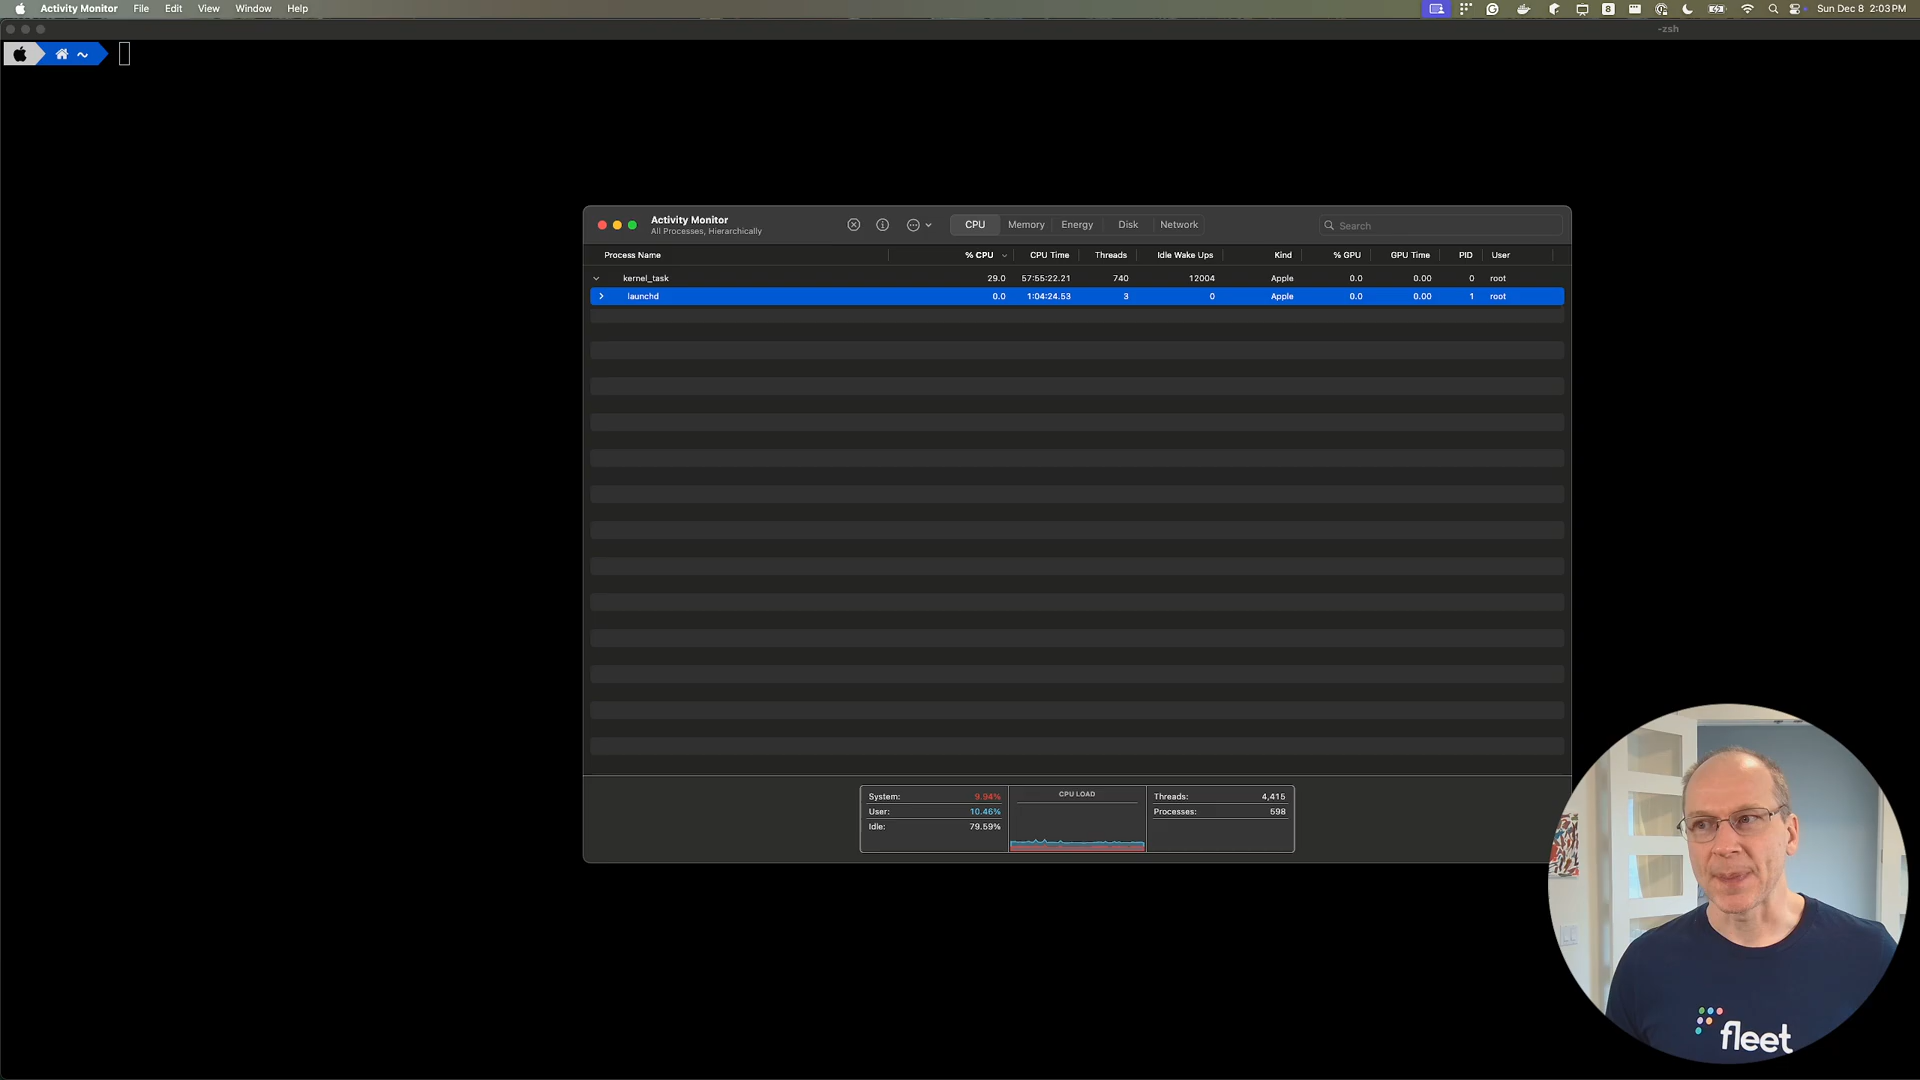 Activity Monitor File Edit View Window Help 8 Sun Dec 8 2:03 PM
-zsh
~
Activity Monitor
All Processes, Hierarchically
CPU Memory Energy Disk Network Search
Process Name % CPU CPU Time Threads Idle Wake Ups Kind % GPU GPU Time PID User
kernel_task 29.0 57:55:22.21 740 12004 Apple 0.0 0.00 0 root
launchd 0.0 1:04:24.53 3 0 Apple 0.0 0.00 1 root
System: 9.94%
User: 10.46%
Idle: 79.59%
CPU LOAD
Threads: 4,415
Processes: 598
fleet